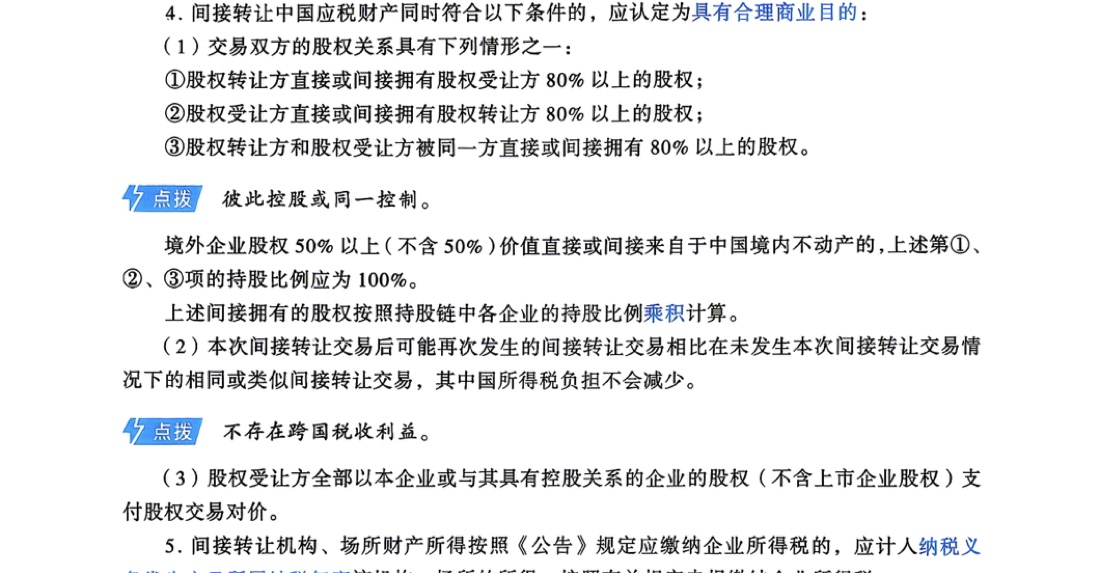 4. 间接转让中国应税财产同时符合以下条件的，应认定为具有合理商业目的：
（1）交易双方的股权关系具有下列情形之一：
①股权转让方直接或间接拥有股权受让方 80% 以上的股权；
②股权受让方直接或间接拥有股权转让方 80% 以上的股权；
③股权转让方和股权受让方被同一方直接或间接拥有 80% 以上的股权。
点拨 彼此控股或同一控制。
境外企业股权 50% 以上（不含 50%）价值直接或间接来自于中国境内不动产的，上述第①、
②、③项的持股比例应为 100%。
上述间接拥有的股权按照持股链中各企业的持股比例乘积计算。
（2）本次间接转让交易后可能再次发生的间接转让交易相比在未发生本次间接转让交易情
况下的相同或类似间接转让交易，其中国所得税负担不会减少。
点拨 不存在跨国税收利益。
（3）股权受让方全部以本企业或与其具有控股关系的企业的股权（不含上市企业股权）支
付股权交易对价。
5. 间接转让机构、场所财产所得按照《公告》规定应缴纳企业所得税的，应计人纳税义